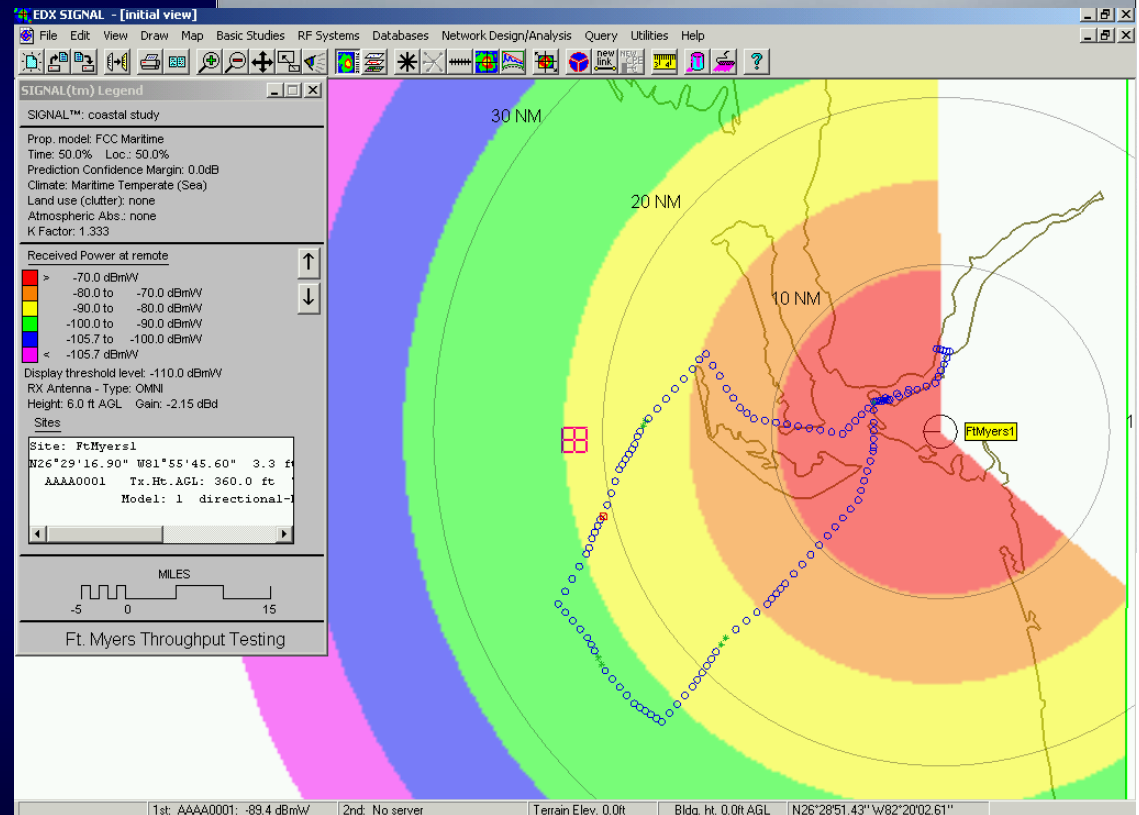 EDX SIGNAL - [initial view]
File Edit View Draw Map Basic Studies RF Systems Databases Network Design/Analysis Query Utilities Help
new link
NEW
SIGNAL(tm) Legend
SIGNAL™: coastal study
Prop. model: FCC Maritime
Time: 50.0% Loc.: 50.0%
Prediction Confidence Margin: 0.0dB
Climate: Maritime Temperate (Sea)
Land use (clutter): none
Atmospheric Abs.: none
K Factor: 1.333
Received Power at remote
> -70.0 dBmW
-80.0 to -70.0 dBmW
-90.0 to -80.0 dBmW
-100.0 to -90.0 dBmW
-105.7 to -100.0 dBmW
< -105.7 dBmW
Display threshold level: -110.0 dBmW
RX Antenna - Type: OMNI
Height: 6.0 ft AGL Gain: -2.15 dBd
Sites
Site: FtMyers1
N26°29'16.90" W81°55'45.60" 3.3 f
AAAA0001 Tx.Ht.AGL: 360.0 ft
Model: 1 directional-
MILES
-5 0 15
Ft. Myers Throughput Testing
30 NM
20 NM
10 NM
FtMyers1
1
1st: AAAA0001: -89.4 dBmW 2nd: No server Terrain Elev. 0.0ft Bldg. ht. 0.0ft AGL N26°28'51.43" W82°20'02.61"